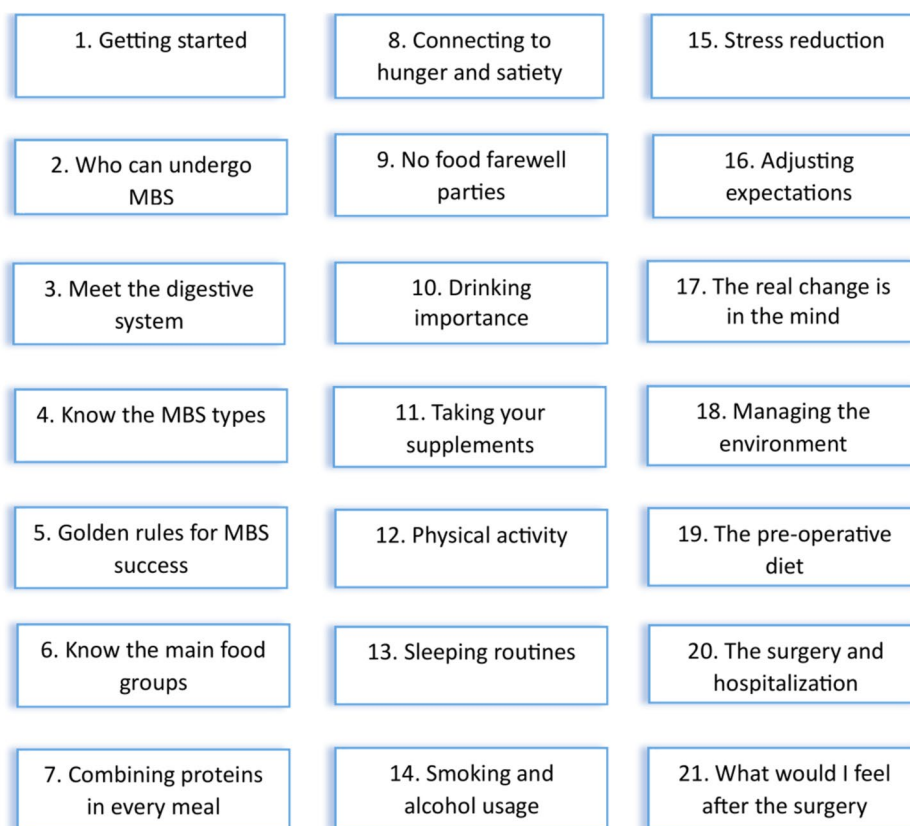 1. Getting started
2. Who can undergo
MBS
3. Meet the digestive
system
4. Know the MBS types
5. Golden rules for MBS
success
6. Know the main food
groups
7. Combining proteins
in every meal
8. Connecting to
hunger and satiety
9. No food farewell
parties
10. Drinking
importance
11. Taking your
supplements
12. Physical activity
13. Sleeping routines
14. Smoking and
alcohol usage
15. Stress reduction
16. Adjusting
expectations
17. The real change is
in the mind
18. Managing the
environment
19. The pre-operative
diet
20. The surgery and
hospitalization
21. What would I feel
after the surgery